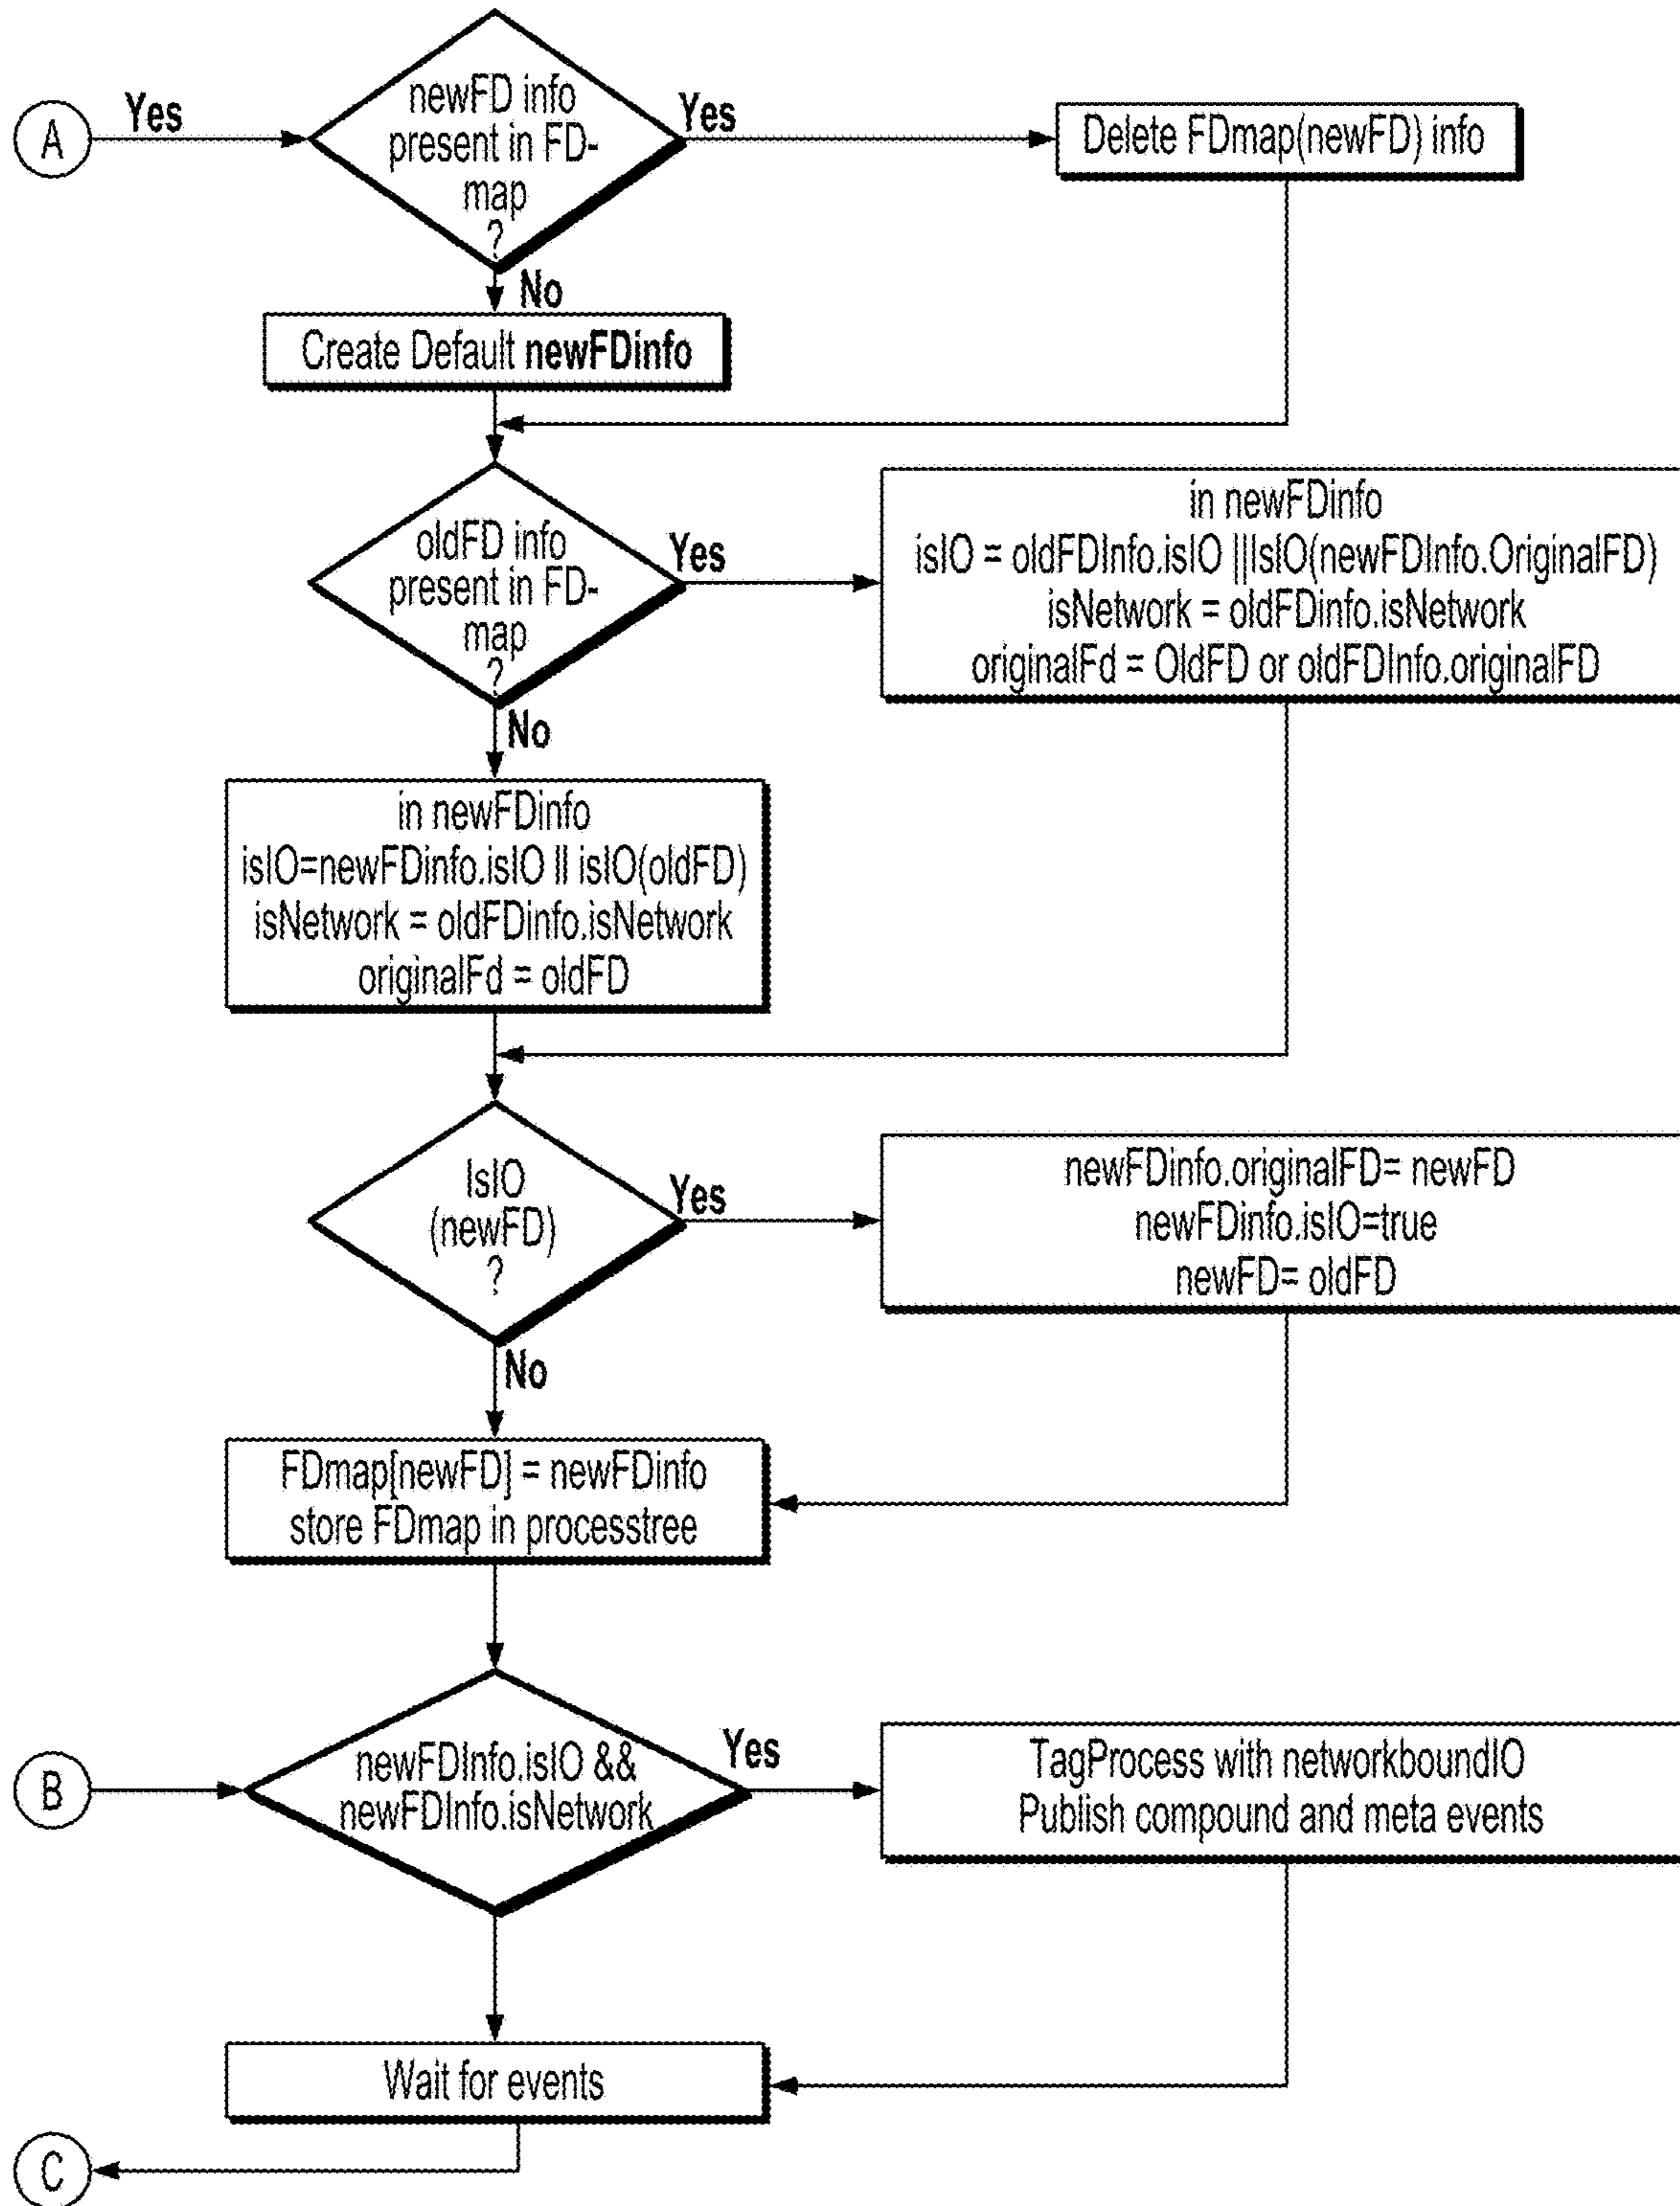 A
Yes
newFD info
present in FD-
map
?
Yes
Delete FDmap(newFD) info
No
Create Default newFDinfo
oldFD info
present in FD-
map
?
Yes
in newFDinfo
isIO = oldFDInfo.isIO ||IsIO(newFDInfo.OriginalFD)
isNetwork = oldFDinfo.isNetwork
originalFd = OldFD or oldFDInfo.originalFD
No
in newFDinfo
isIO=newFDinfo.isIO || isIO(oldFD)
isNetwork = oldFDinfo.isNetwork
originalFd = oldFD
IsIO
(newFD)
?
Yes
newFDinfo.originalFD= newFD
newFDinfo.isIO=true
newFD= oldFD
No
FDmap[newFD] = newFDinfo
store FDmap in processtree
B
newFDInfo.isIO &&
newFDInfo.isNetwork
Yes
TagProcess with networkboundIO
Publish compound and meta events
Wait for events
C